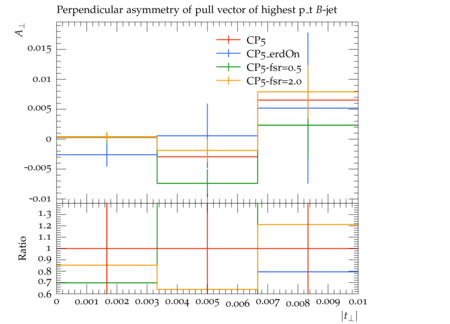 Perpendicular asymmetry of pull vector of highest p_t B-jet
A⊥
0.015
0.01
0.005
0
-0.005
-0.01
CP5
CP5_erdOn
CP5-fsr=0.5
CP5-fsr=2.0
Ratio
1.3
1.2
1.1
1
0.9
0.8
0.7
0.6
0 0.001 0.002 0.003 0.004 0.005 0.006 0.007 0.008 0.009 0.01
|t⊥|